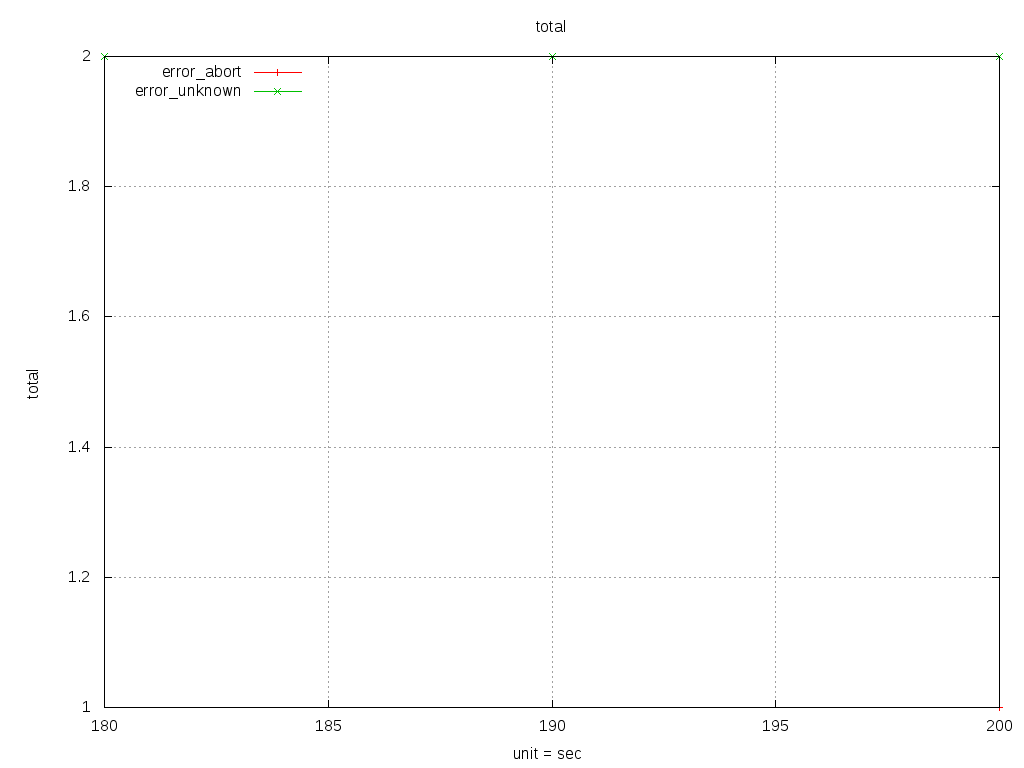 total
2
error_abort
error_unknown
1.8
1.6
total
1.4
1.2
1
180 185 190 195 200
unit = sec